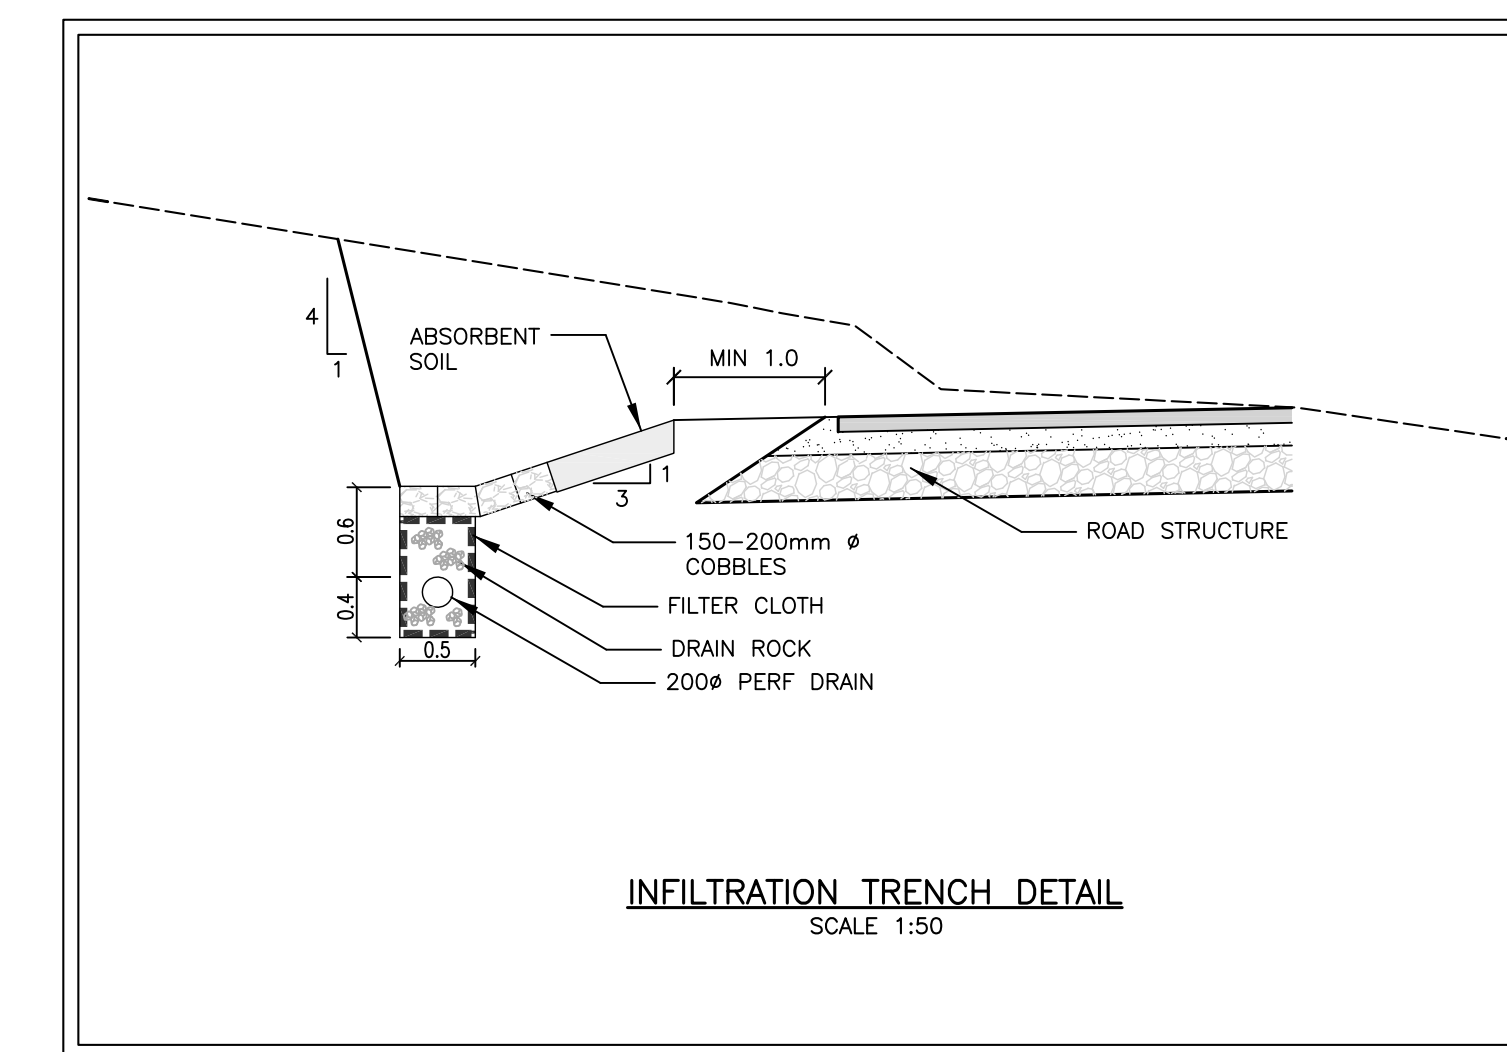 4
1
ABSORBENT
SOIL
MIN 1.0
1
3
0.6
0.4
0.5
150-200mm ø
COBBLES
FILTER CLOTH
DRAIN ROCK
200ø PERF DRAIN
ROAD STRUCTURE
INFILTRATION TRENCH DETAIL
SCALE 1:50